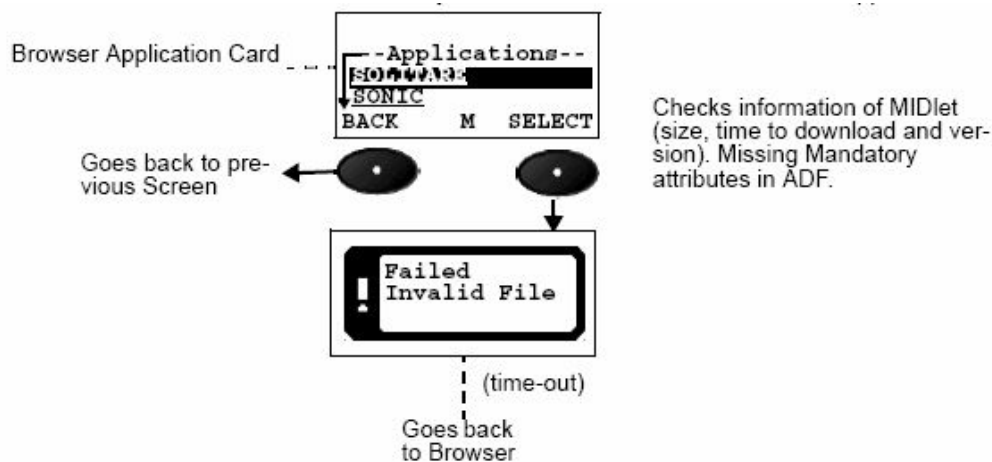 Browser Application Card
--Applications--
SOLITARE
SONIC
BACK M SELECT
Checks information of MIDlet
(size, time to download and ver-
sion). Missing Mandatory
attributes in ADF.
Goes back to pre-
vious Screen
Failed
Invalid File
(time-out)
Goes back
to Browser